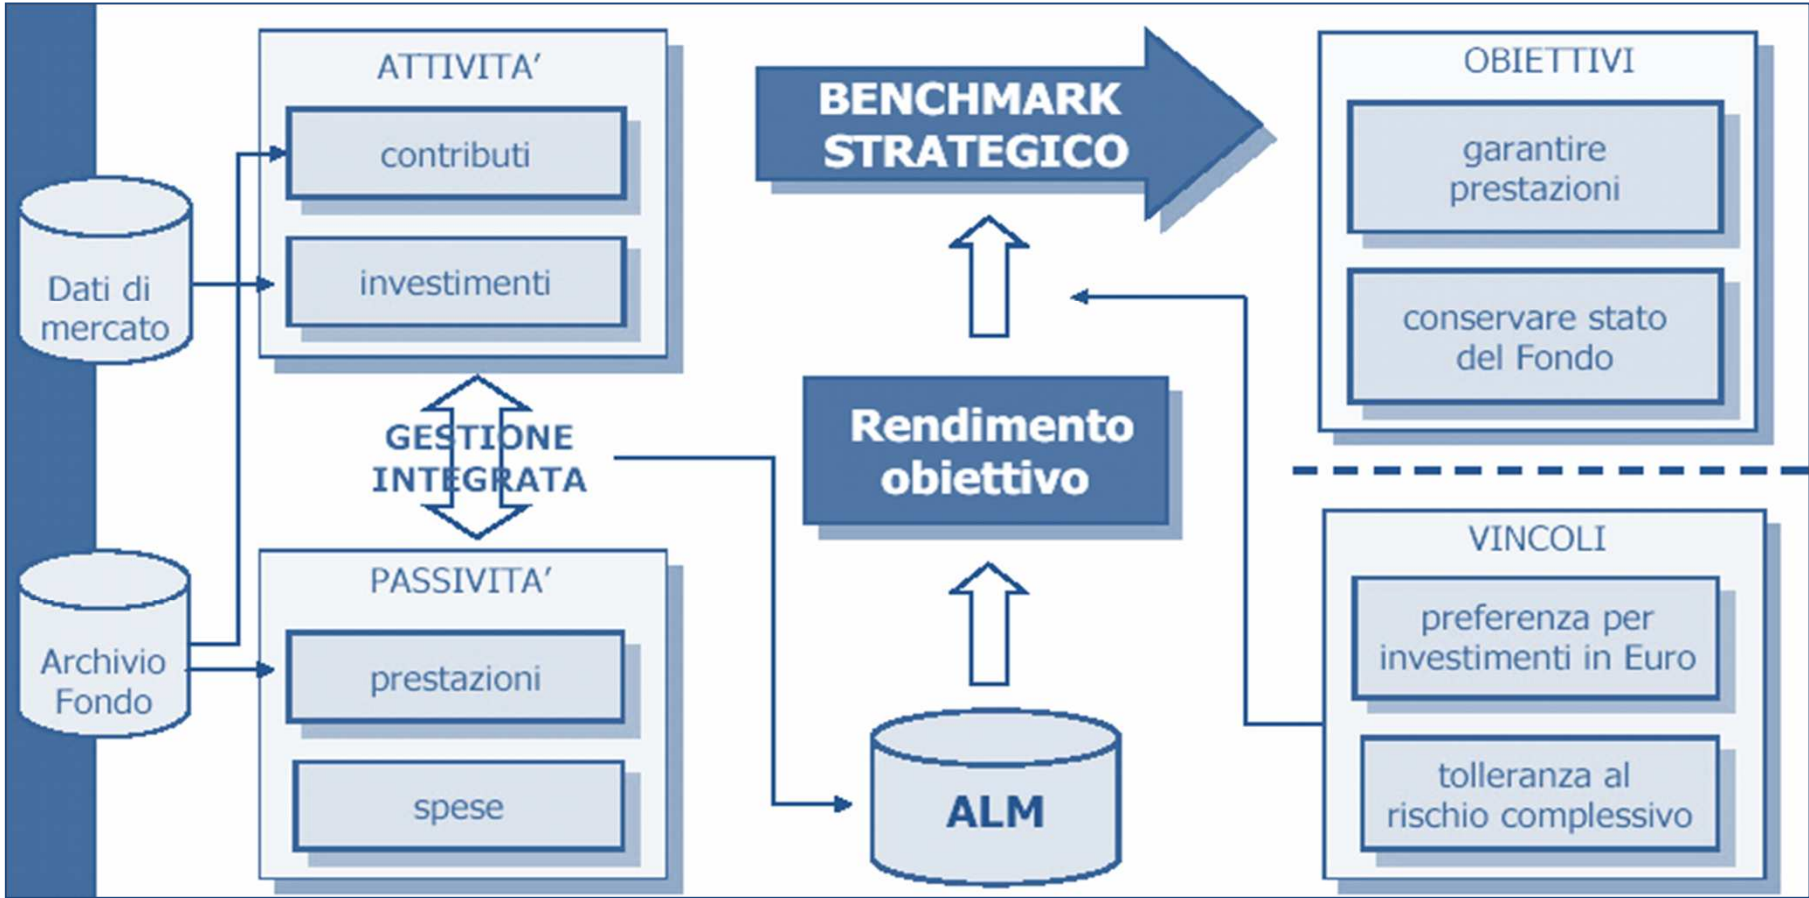 Dati di
mercato
Archivio
Fondo
ATTIVITA’
contributi
investimenti
GESTIONE
INTEGRATA
PASSIVITA’
prestazioni
spese
BENCHMARK
STRATEGICO
Rendimento
obiettivo
ALM
OBIETTIVI
garantire
prestazioni
conservare stato
del Fondo
VINCOLI
preferenza per
investimenti in Euro
tolleranza al
rischio complessivo